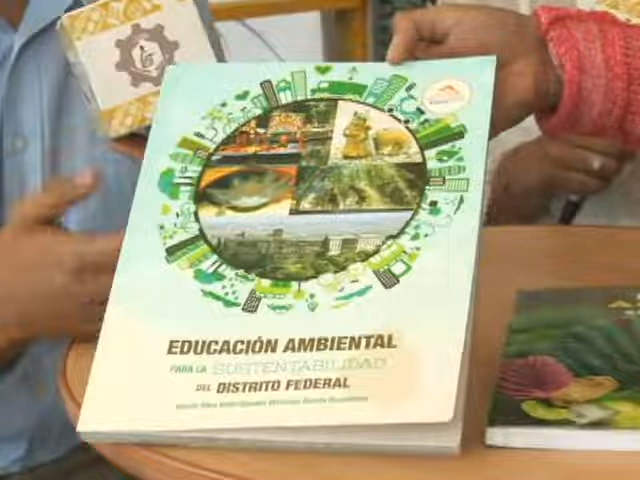 EDUCACIÓN AMBIENTAL
PARA LA SUSTENTABILIDAD
DEL DISTRITO FEDERAL